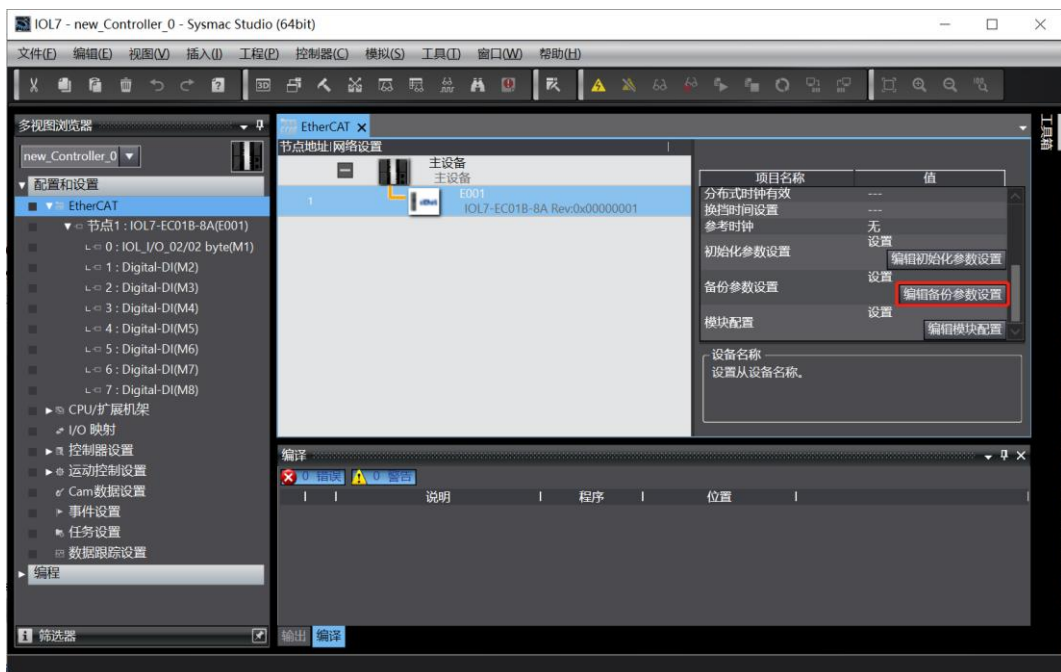 IOL7 - new_Controller_0 - Sysmac Studio (64bit)
文件(F) 编辑(E) 视图(V) 插入(I) 工程(P) 控制器(C) 模拟(S) 工具(T) 窗口(W) 帮助(H)
多视图浏览器
new_Controller_0
配置和设置
EtherCAT
节点1 : IOL7-EC01B-8A(E001)
0 : IOL_I/O_02/02 byte(M1)
1 : Digital-DI(M2)
2 : Digital-DI(M3)
3 : Digital-DI(M4)
4 : Digital-DI(M5)
5 : Digital-DI(M6)
6 : Digital-DI(M7)
7 : Digital-DI(M8)
CPU/扩展机架
I/O 映射
控制器设置
运动控制设置
Cam数据设置
事件设置
任务设置
数据跟踪设置
编程
筛选器
EtherCAT
节点地址|网络设置
主设备
主设备
1
E001
IOL7-EC01B-8A Rev:0x00000001
项目名称 值
分布式时钟有效 ---
换挡时间设置 ---
参考时钟 无
初始化参数设置 设置
编辑初始化参数设置
备份参数设置 设置
编辑备份参数设置
模块配置 设置
编辑模块配置
设备名称
设置从设备名称。
工具箱
编译
0 错误 0 警告
说明 程序 位置
输出 编译